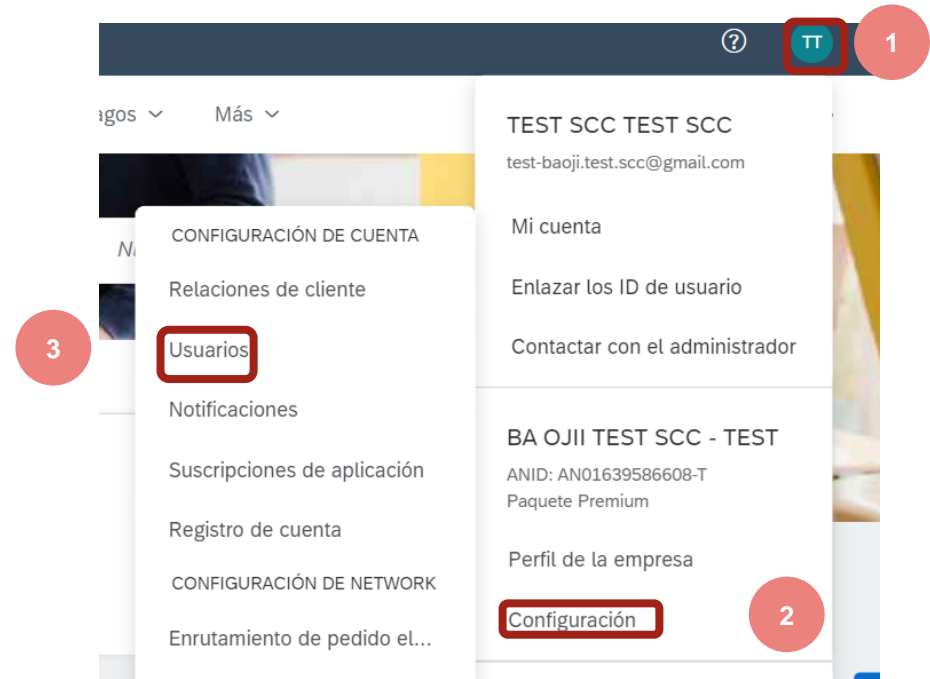 ?
TT
1
agos
Más
TEST SCC TEST SCC
test-baoji.test.scc@gmail.com
Mi cuenta
Enlazar los ID de usuario
Contactar con el administrador
BA OJII TEST SCC - TEST
ANID: AN01639586608-T
Paquete Premium
Perfil de la empresa
Configuración
2
CONFIGURACIÓN DE CUENTA
Relaciones de cliente
3
Usuarios
Notificaciones
Suscripciones de aplicación
Registro de cuenta
CONFIGURACIÓN DE NETWORK
Enrutamiento de pedido el...